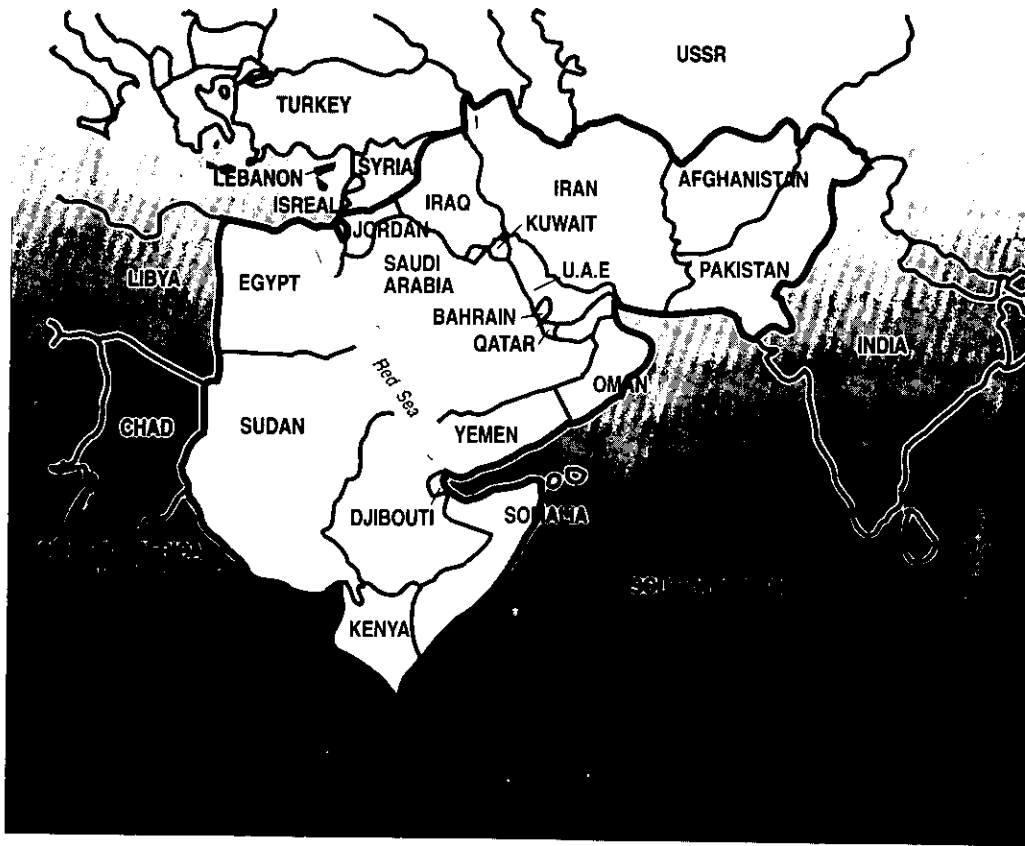 USSR
TURKEY
SYRIA
LEBANON
ISREAL
JORDAN
IRAQ
IRAN
AFGHANISTAN
KUWAIT
LIBYA
EGYPT
SAUDI
ARABIA
U.A.E
PAKISTAN
BAHRAIN
QATAR
INDIA
Red Sea
OMAN
CHAD
SUDAN
YEMEN
DJIBOUTI
KENYA